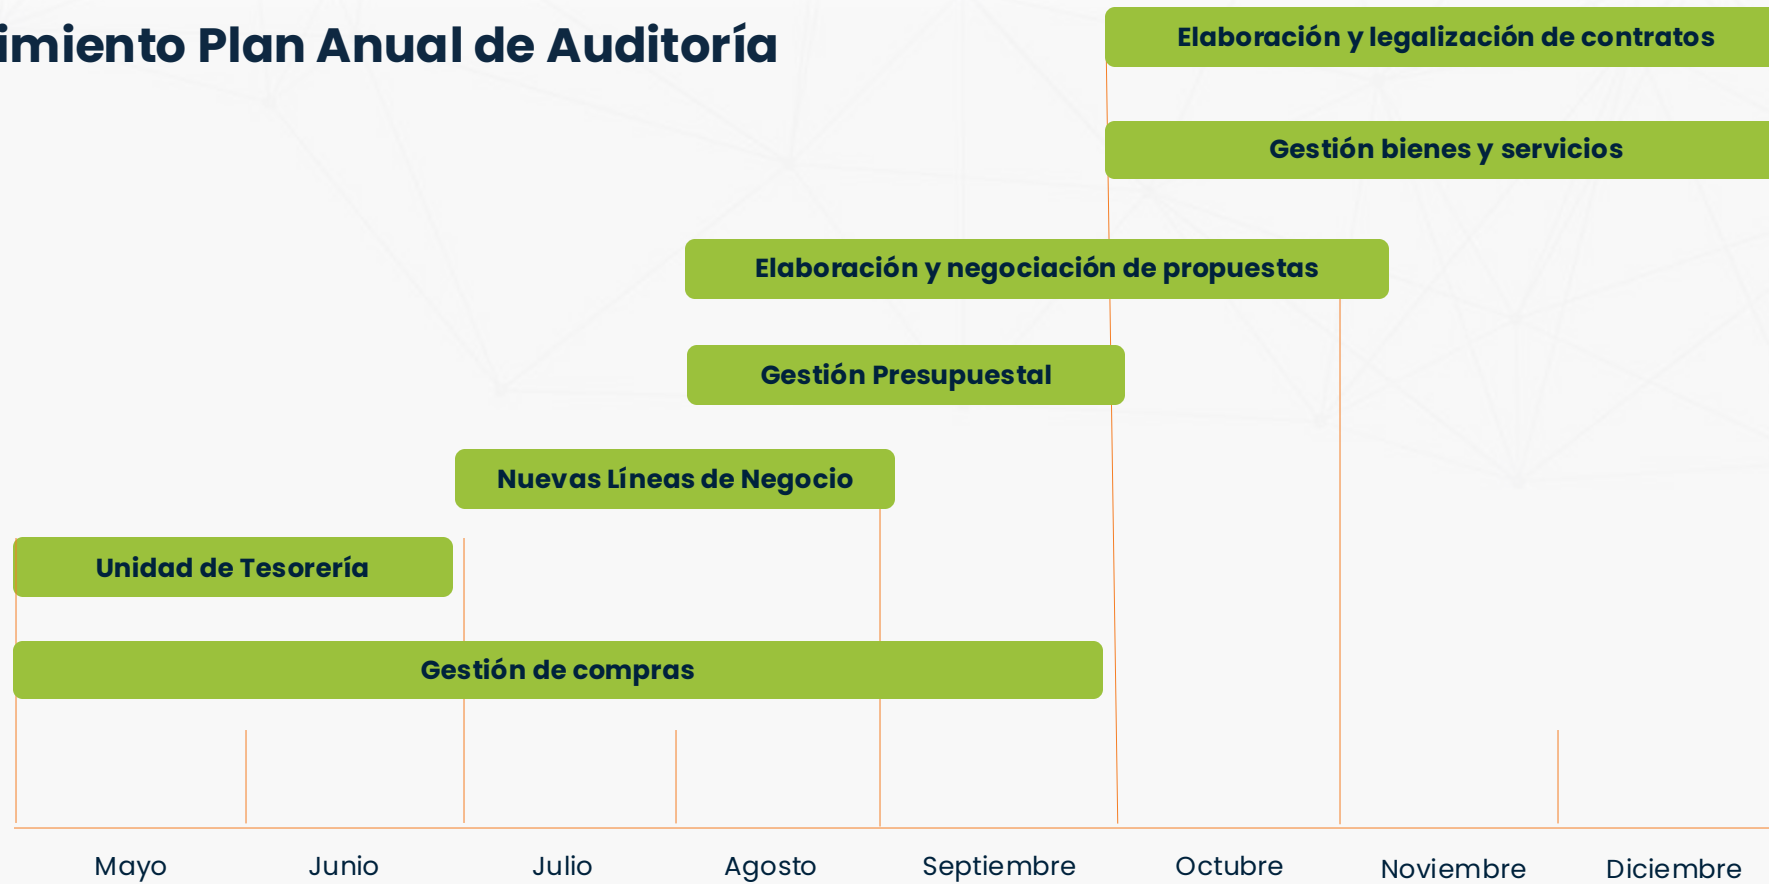 imiento Plan Anual de Auditoría
Elaboración y legalización de contratos
Gestión bienes y servicios
Elaboración y negociación de propuestas
Gestión Presupuestal
Nuevas Líneas de Negocio
Unidad de Tesorería
Gestión de compras
Mayo Junio Julio Agosto Septiembre Octubre Noviembre Diciembre